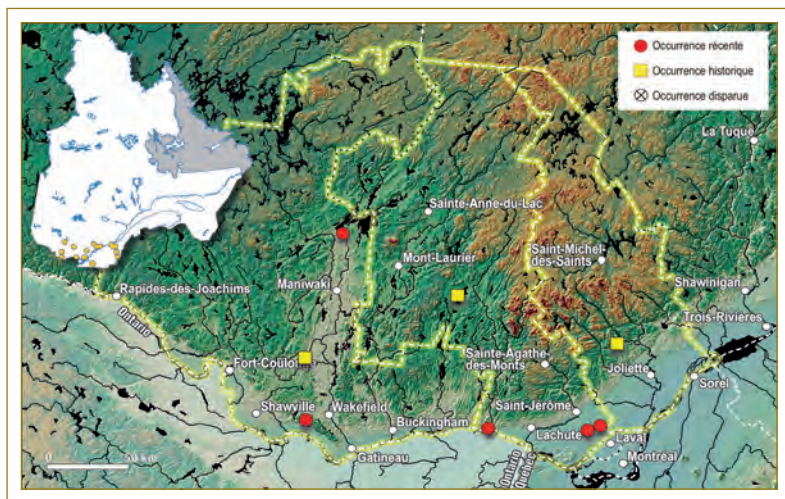 Occurrence récente
Occurrence historique
Occurrence disparue
La Tuque
Sainte-Anne-du-Lac
Mont-Laurier
Saint-Michel-
des-Saints
Maniwaki
Rapides-des-Joachims
Shawinigan
Trois-Rivières
Ontario
Fort-Coulonge
Sainte-Agathe-
des-Monts
Joliette
Sorel
Shawville
Wakefield
Buckingham
Saint-Jérôme
Lachute
Laval
Gatineau
Montréal
Ontario
Québec
0 50 km